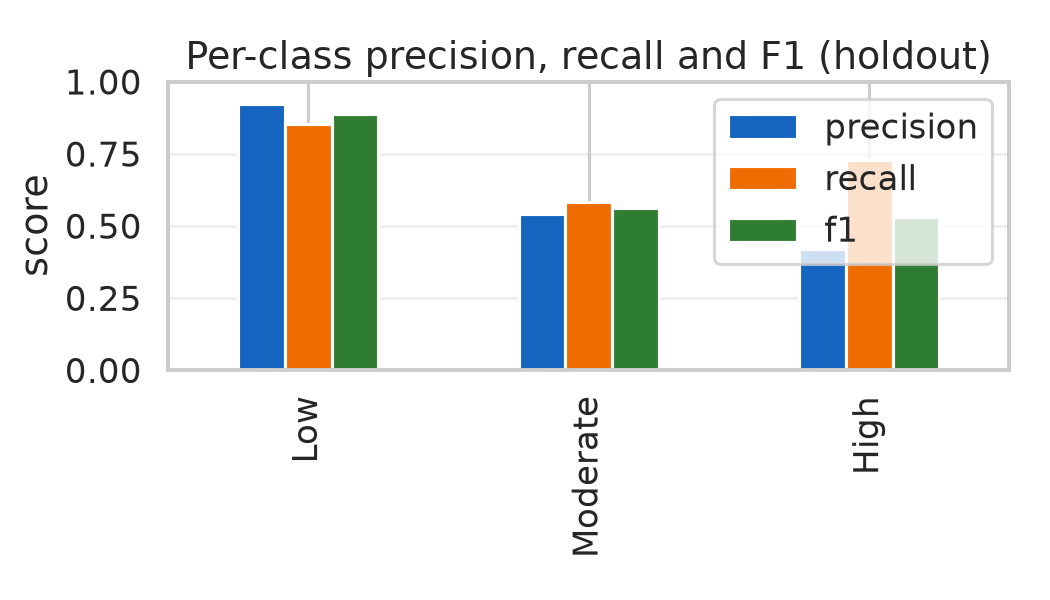 Per-class precision, recall and F1 (holdout)
1.00
0.75
0.50
0.25
0.00
score
precision
recall
f1
Low
Moderate
High